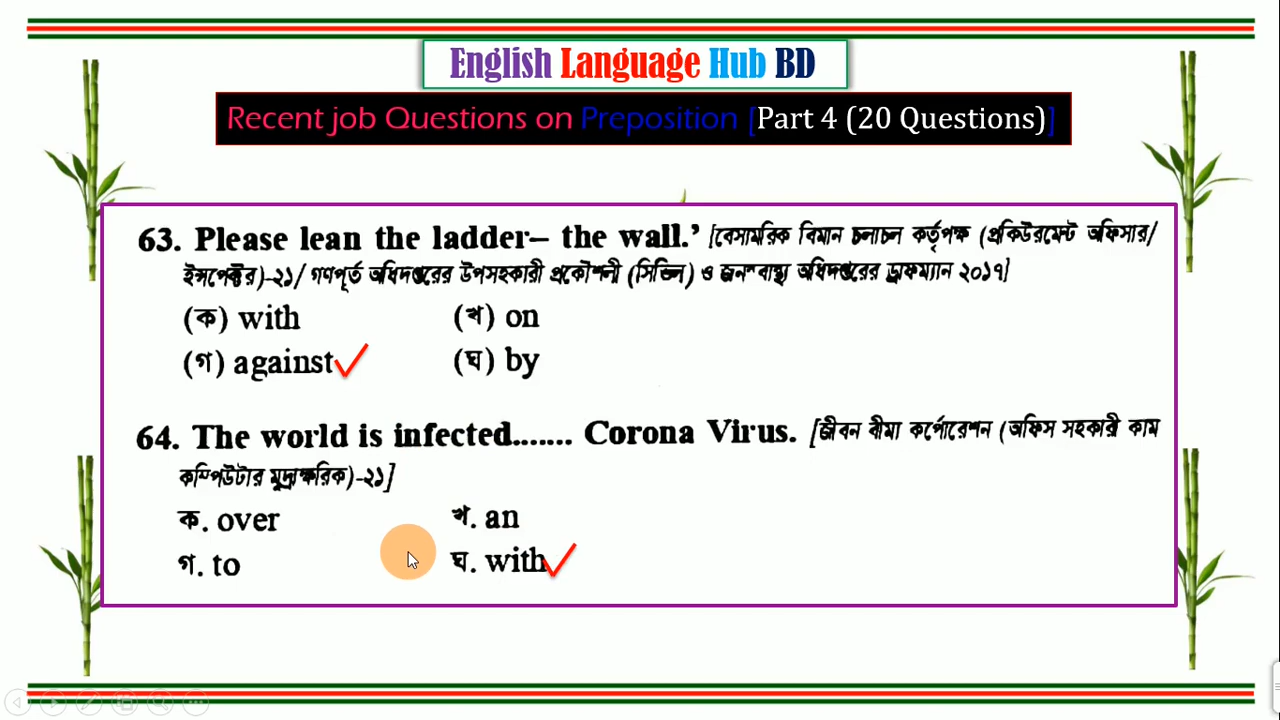 English Language Hub BD
Recent job Questions on Preposition [Part 4 (20 Questions)]
63. Please lean the ladder– the wall.’ [বেসামরিক বিমান চলাচল কর্তৃপক্ষ (প্রকিউরমেন্ট অফিসার/
ইন্সপেক্টর)-২১/ গণপূর্ত অধিদপ্তরের উপসহকারী প্রকৌশলী (সিভিল) ও জনস্বাস্থ্য অধিদপ্তরের ড্রাফম্যান ২০১৭]
(ক) with (খ) on
(গ) against (ঘ) by
64. The world is infected....... Corona Virus. [জীবন বীমা কর্পোরেশন (অফিস সহকারী কাম
কম্পিউটার মুদ্রাক্ষরিক)-২১]
ক. over খ. an
গ. to ঘ. with